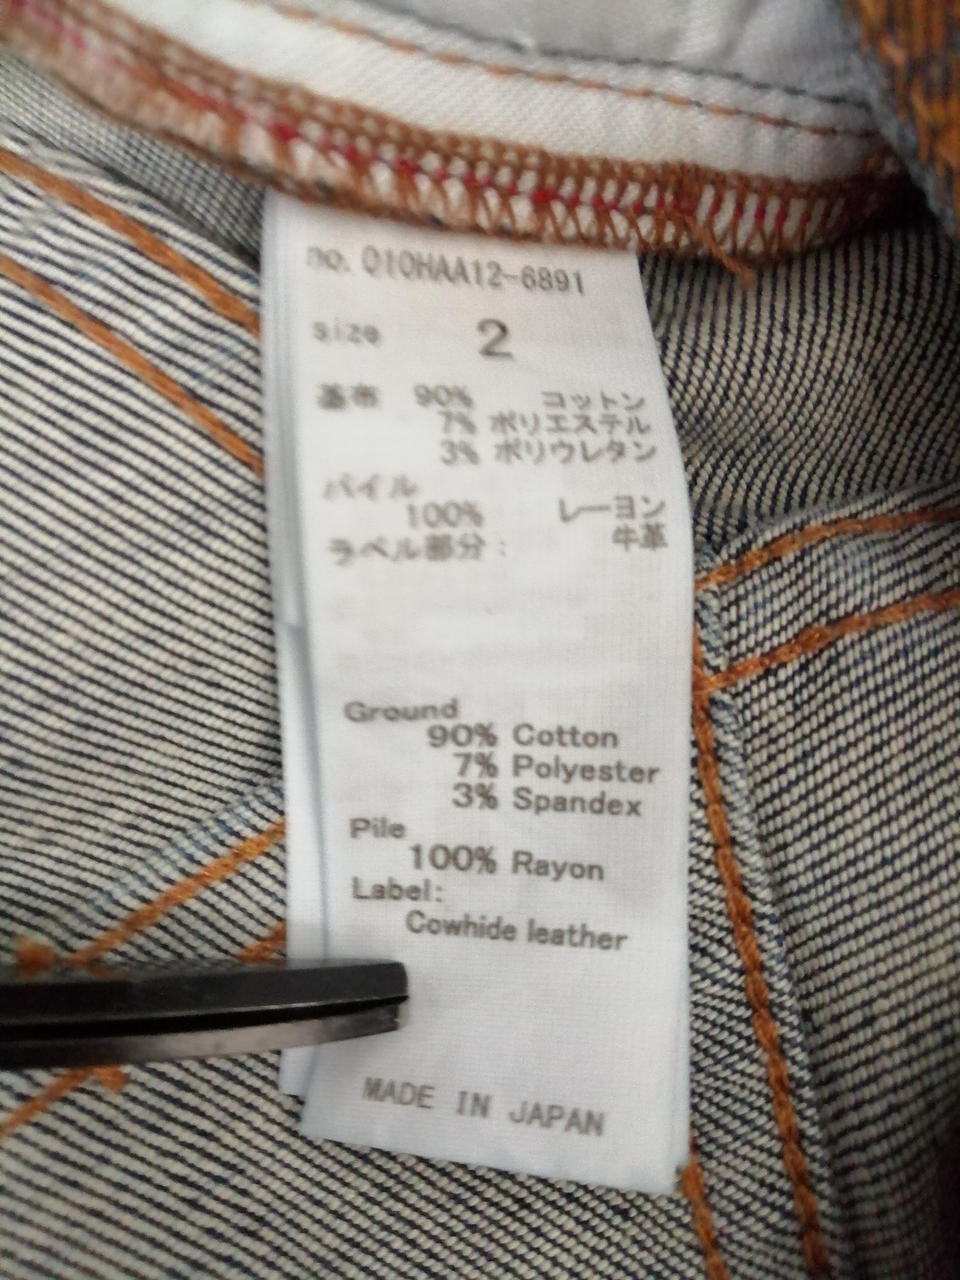 no. 010HAA12-6891
size 2
基布 90% コットン
7% ポリエステル
3% ポリウレタン
パイル
100% レーヨン
ラベル部分: 牛革
Ground
90% Cotton
7% Polyester
3% Spandex
Pile
100% Rayon
Label:
Cowhide leather
MADE IN JAPAN